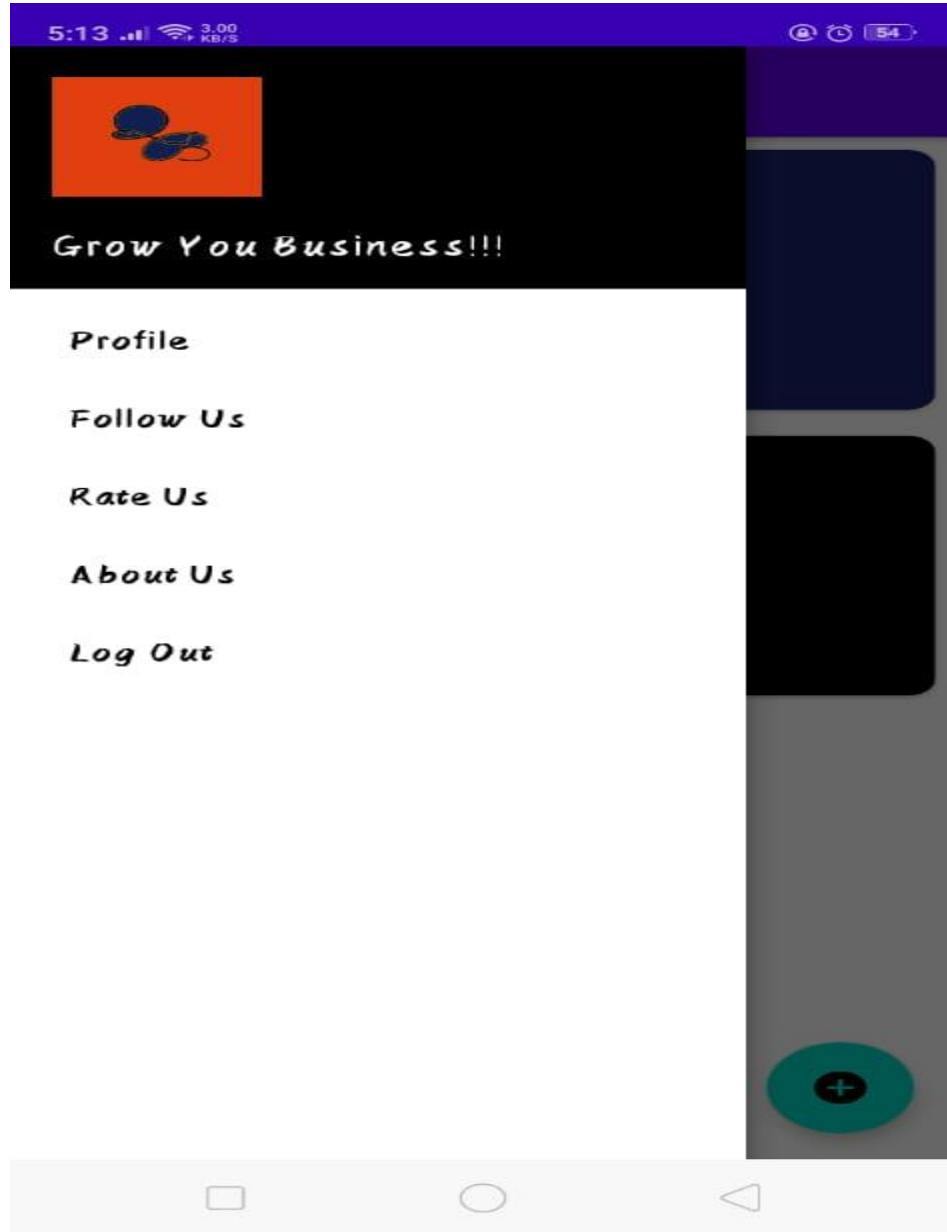 5:13 3.00 KB/S 54
Grow You Business!!!
Profile
Follow Us
Rate Us
About Us
Log Out